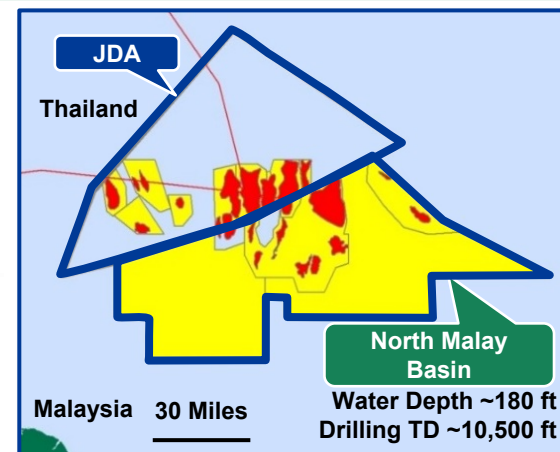 JDA
Thailand
North Malay
Basin
Malaysia 30 Miles
Water Depth ~180 ft
Drilling TD ~10,500 ft